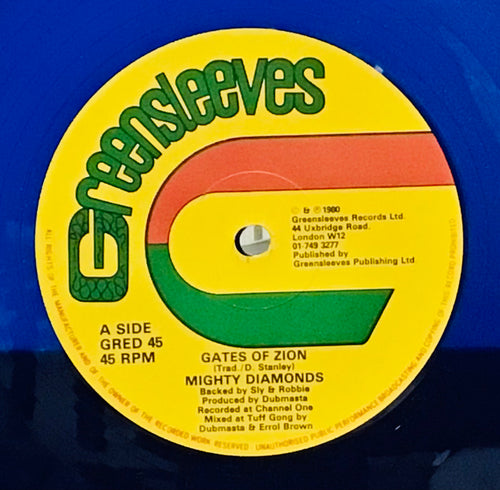 Greensleeves
© & ℗ 1980
Greensleeves Records Ltd.
44 Uxbridge Road.
London W12
01-749 3277
Published by
Greensleeves Publishing Ltd.
A SIDE
GRED 45
45 RPM
GATES OF ZION
(Trad./D. Stanley)
MIGHTY DIAMONDS
Backed by Sly & Robbie
Produced by Dubmasta
Recorded at Channel One
Mixed at Tuff Gong by
Dubmasta & Errol Brown
ALL RIGHTS OF THE MANUFACTURER AND OF THE OWNER OF THE RECORDED WORK RESERVED UNAUTHORISED PUBLIC PERFORMANCE BROADCASTING AND COPYING OF THIS RECORD PROHIBITED